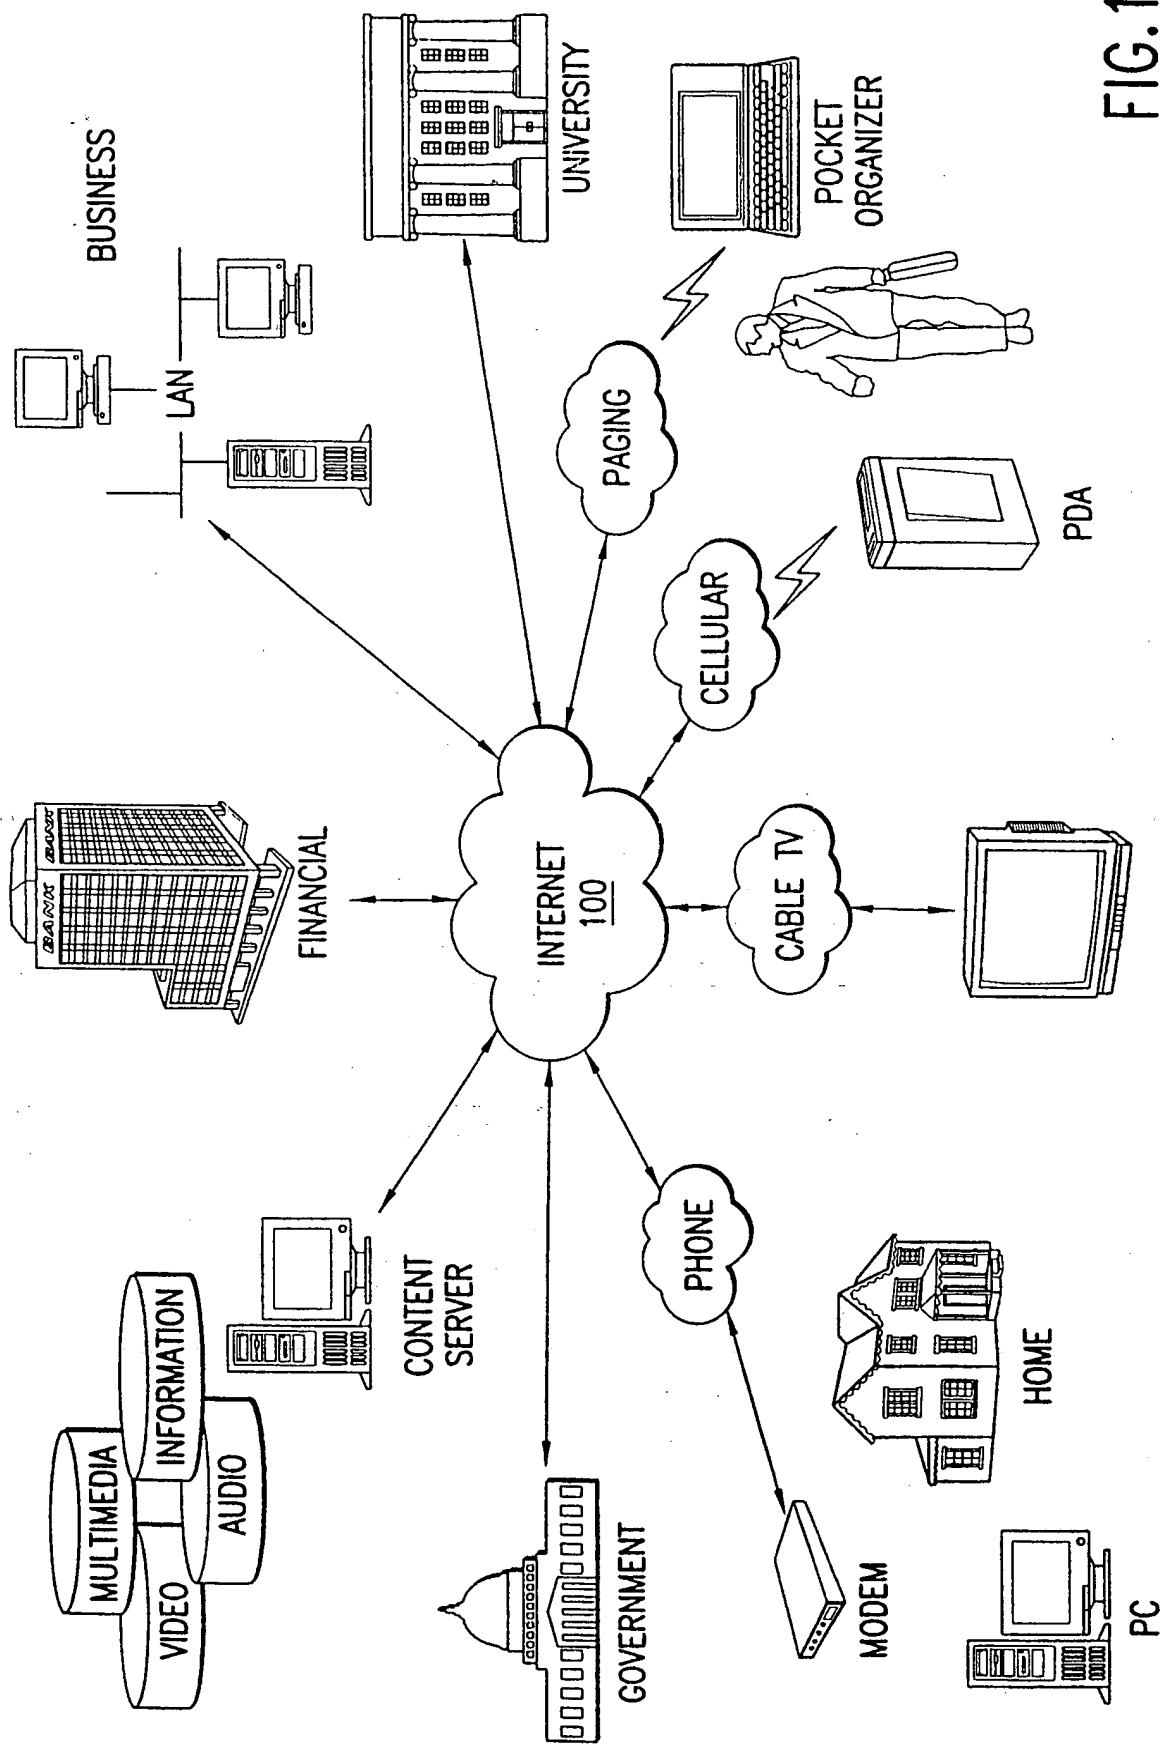 MULTIMEDIA
VIDEO
INFORMATION
AUDIO
CONTENT
SERVER
BANK
BANK
FINANCIAL
BUSINESS
LAN
UNIVERSITY
GOVERNMENT
INTERNET
100
PAGING
POCKET
ORGANIZER
CELLULAR
PDA
PHONE
CABLE TV
MODEM
HOME
PC
FIG.1